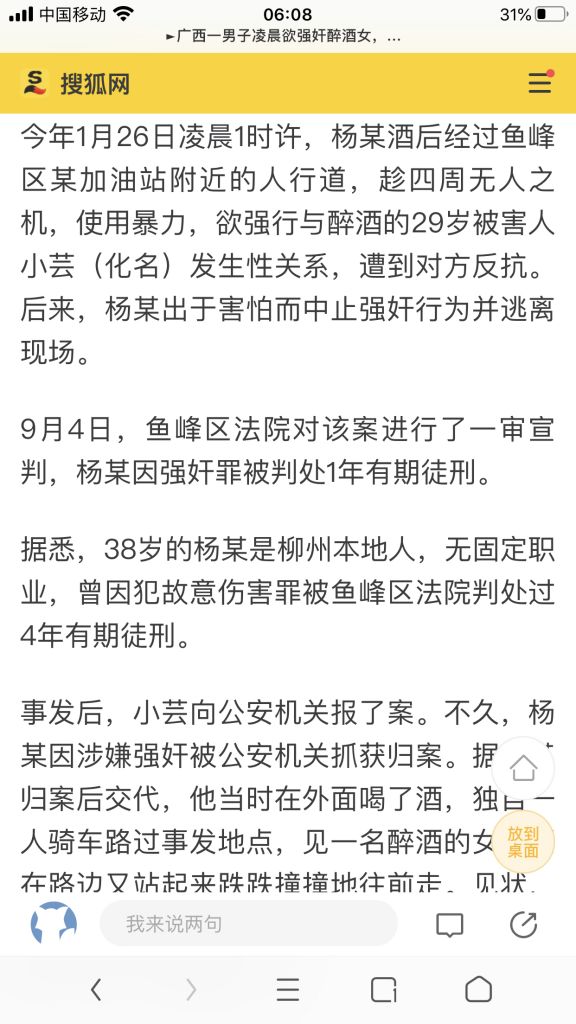 中国移动
06:08
31%
►广西一男子凌晨欲强奸醉酒女，...
搜狐网
今年1月26日凌晨1时许，杨某酒后经过鱼峰
区某加油站附近的人行道，趁四周无人之
机，使用暴力，欲强行与醉酒的29岁被害人
小芸（化名）发生性关系，遭到对方反抗。
后来，杨某出于害怕而中止强奸行为并逃离
现场。
9月4日，鱼峰区法院对该案进行了一审宣
判，杨某因强奸罪被判处1年有期徒刑。
据悉，38岁的杨某是柳州本地人，无固定职
业，曾因犯故意伤害罪被鱼峰区法院判处过
4年有期徒刑。
事发后，小芸向公安机关报了案。不久，杨
某因涉嫌强奸被公安机关抓获归案。据
归案后交代，他当时在外面喝了酒，独自一
人骑车路过事发地点，见一名醉酒的女
在路边又站起来跌跌撞撞地往前走。见状，
放到
桌面
我来说两句
1